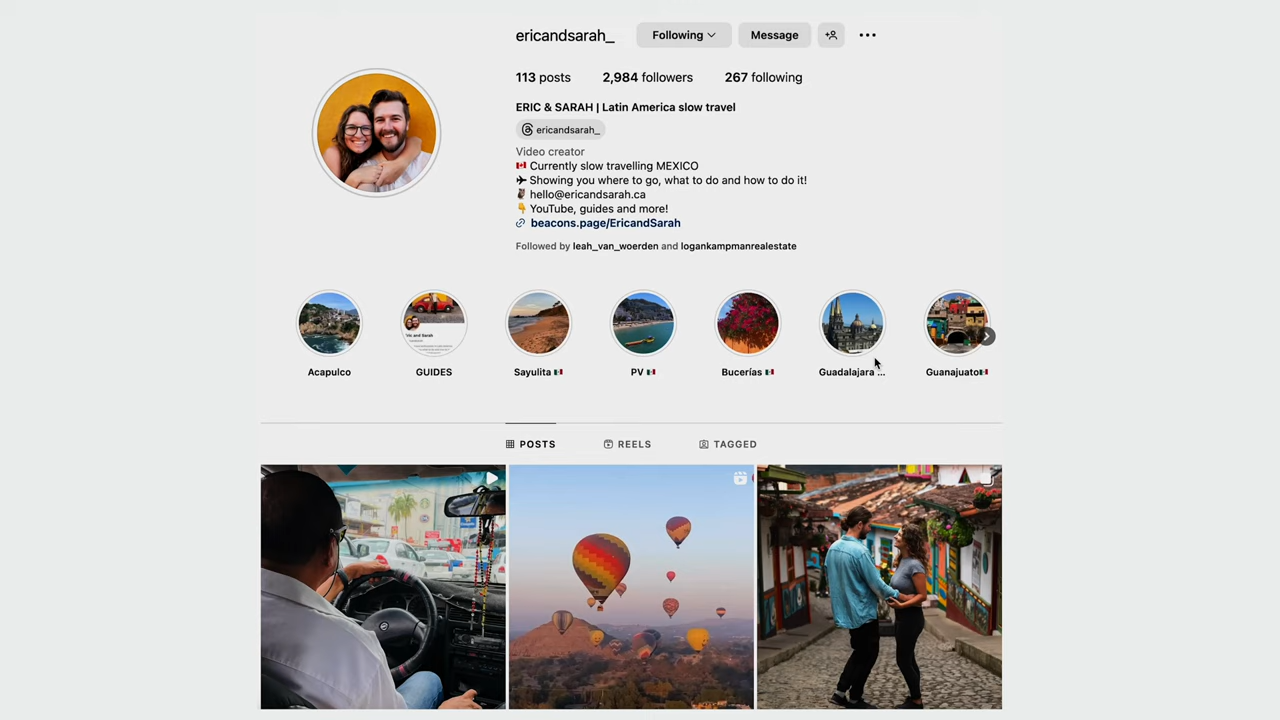 ericandsarah_
Following
Message
113 posts
2,984 followers
267 following
ERIC & SARAH | Latin America slow travel
ericandsarah_
Video creator
🇨🇦 Currently slow travelling MEXICO
✈ Showing you where to go, what to do and how to do it!
hello@ericandsarah.ca
👇 YouTube, guides and more!
beacons.page/EricandSarah
Followed by leah_van_woerden and logankampmanrealestate
Acapulco
GUIDES
Sayulita 🇲🇽
PV 🇲🇽
Bucerías 🇲🇽
Guadalajara ...
Guanajuato🇲🇽
POSTS
REELS
TAGGED